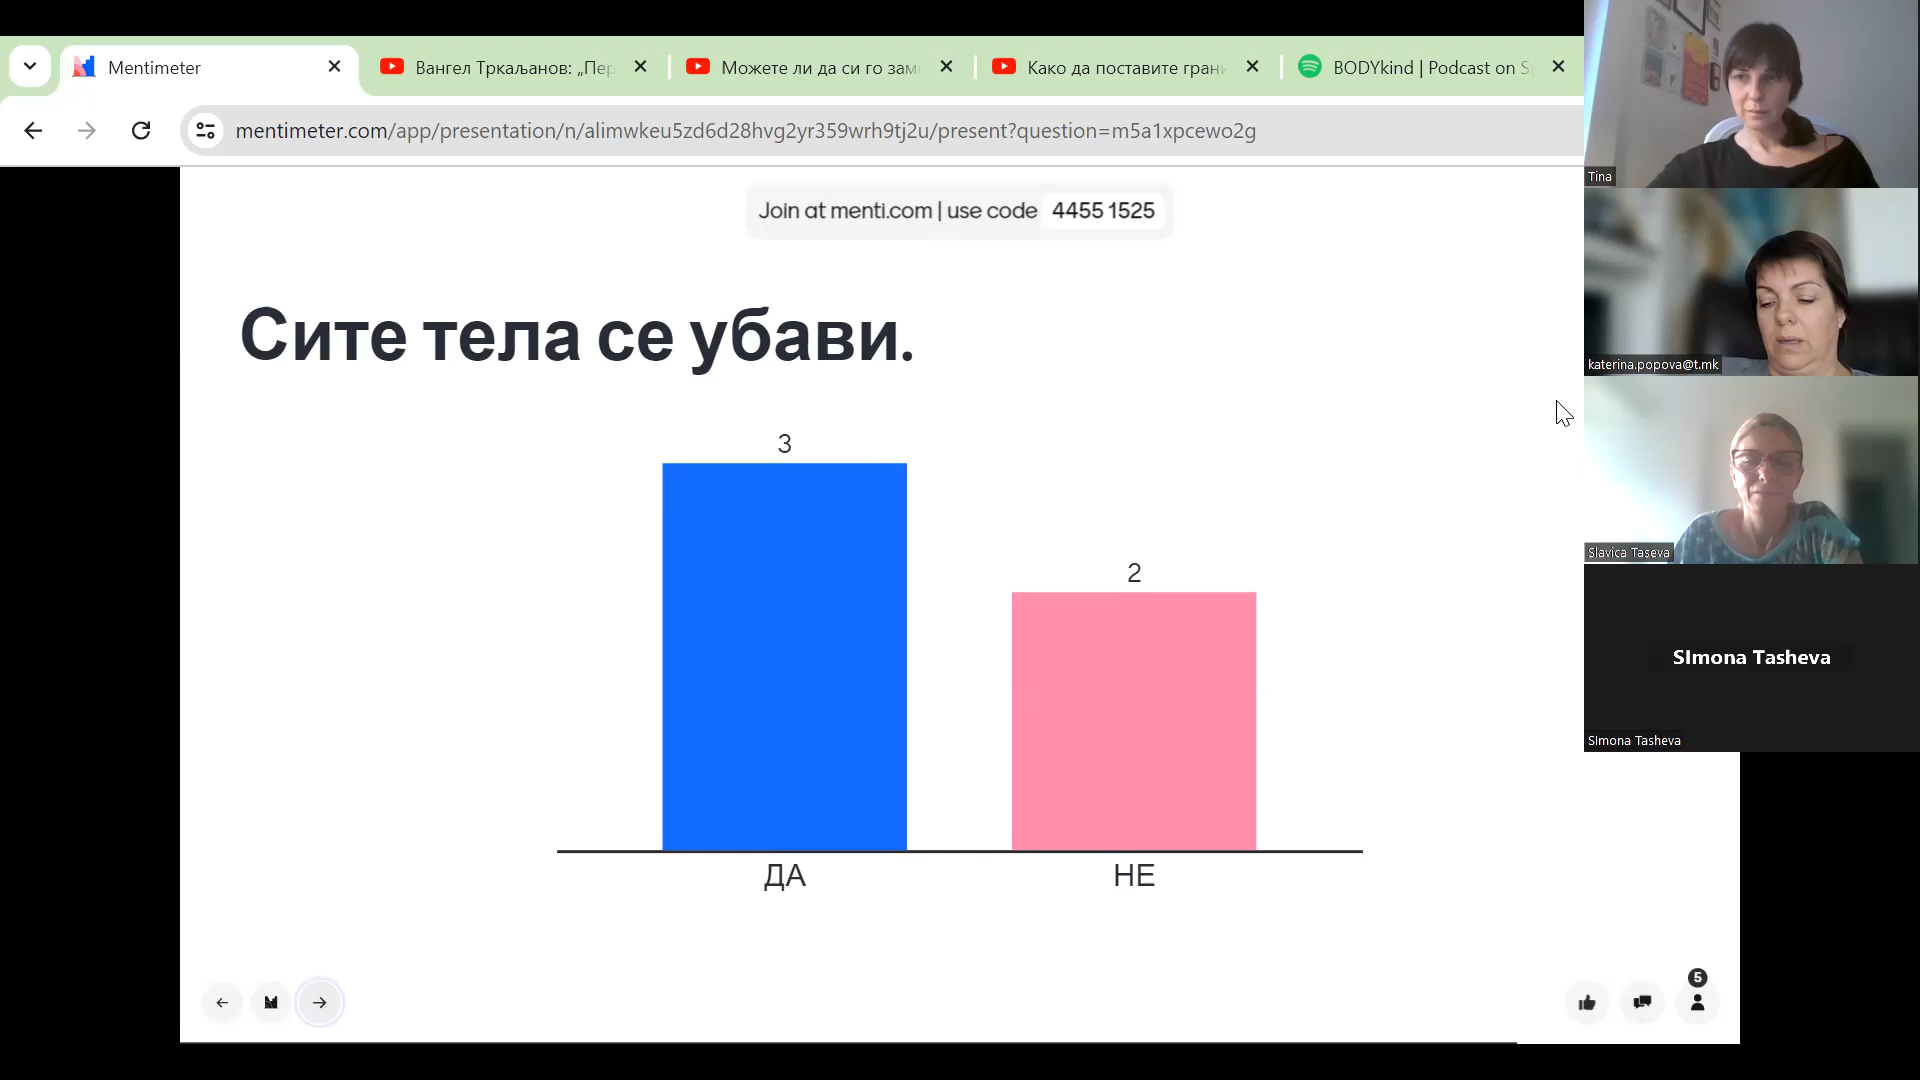 Mentimeter
Вангел Тркаљанов: „Пер
Можете ли да си го зам
Како да поставите грани
BODYkind | Podcast on S
mentimeter.com/app/presentation/n/alimwkeu5zd6d28hvg2yr359wrh9tj2u/present?question=m5a1xpcewo2g
Join at menti.com | use code 4455 1525
Сите тела се убави.
3
2
ДА
НЕ
5
Tina
katerina.popova@t.mk
Slavica Taseva
SImona Tasheva
SImona Tasheva